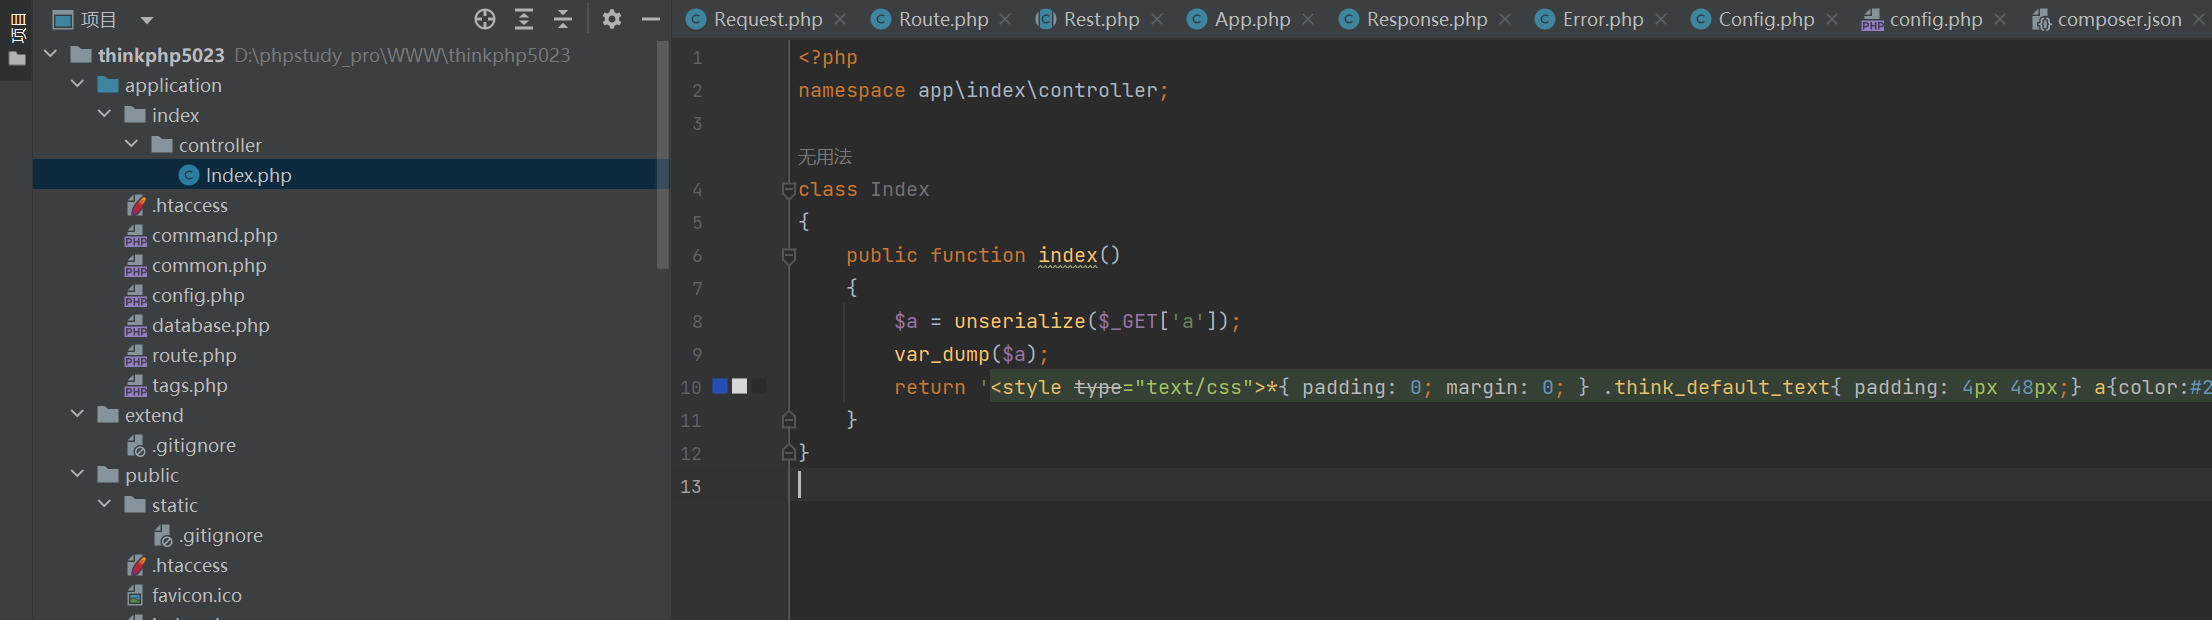 项目
项目
thinkphp5023 D:\phpstudy_pro\WWW\thinkphp5023
application
index
controller
Index.php
.htaccess
command.php
common.php
config.php
database.php
route.php
tags.php
extend
.gitignore
public
static
.gitignore
.htaccess
favicon.ico
Request.php Route.php Rest.php App.php Response.php Error.php Config.php config.php composer.json
1 <?php
2 namespace app\index\controller;
3
无用法
4 class Index
5 {
6 public function index()
7 {
8 $a = unserialize($_GET['a']);
9 var_dump($a);
10 return '<style type="text/css">*{ padding: 0; margin: 0; } .think_default_text{ padding: 4px 48px;} a{color:#2
11 }
12 }
13